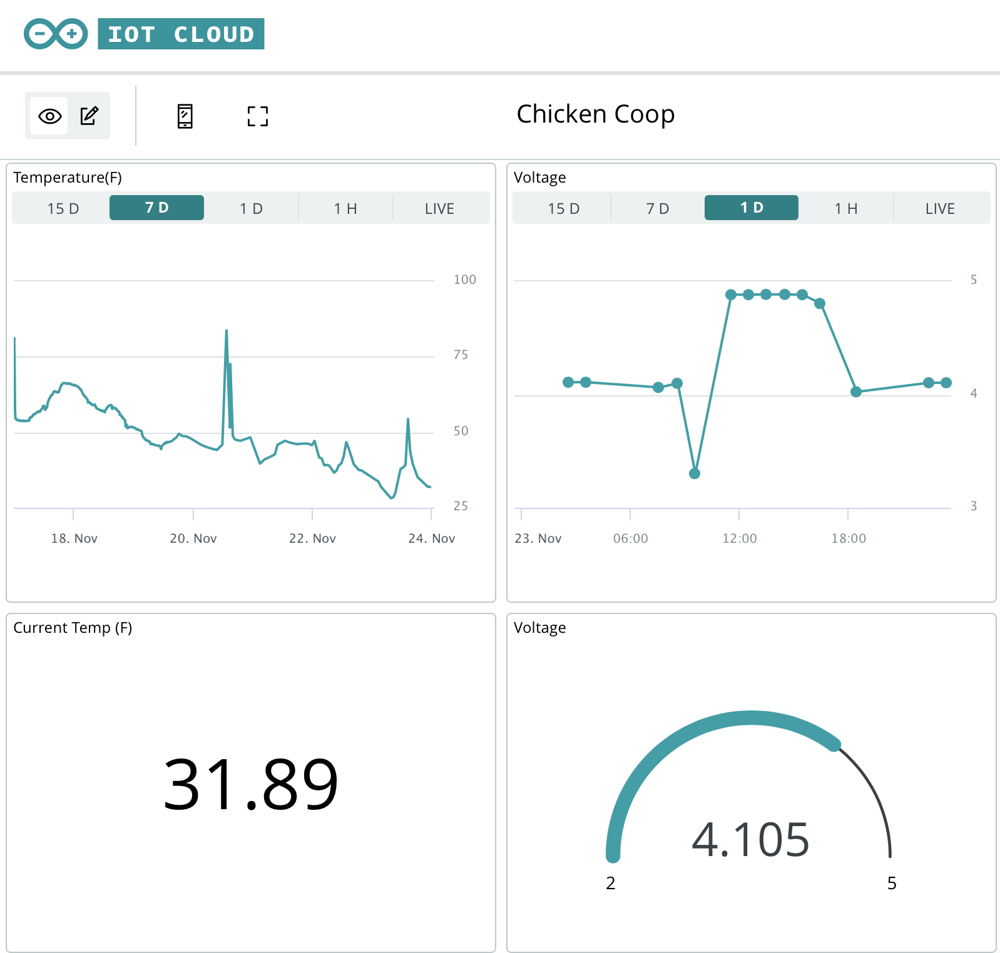 IOT CLOUD
Chicken Coop
Temperature(F)
15 D 7 D 1 D 1 H LIVE
100
75
50
25
18. Nov 20. Nov 22. Nov 24. Nov
Voltage
15 D 7 D 1 D 1 H LIVE
5
4
3
23. Nov 06:00 12:00 18:00
Current Temp (F)
31.89
Voltage
4.105
2 5